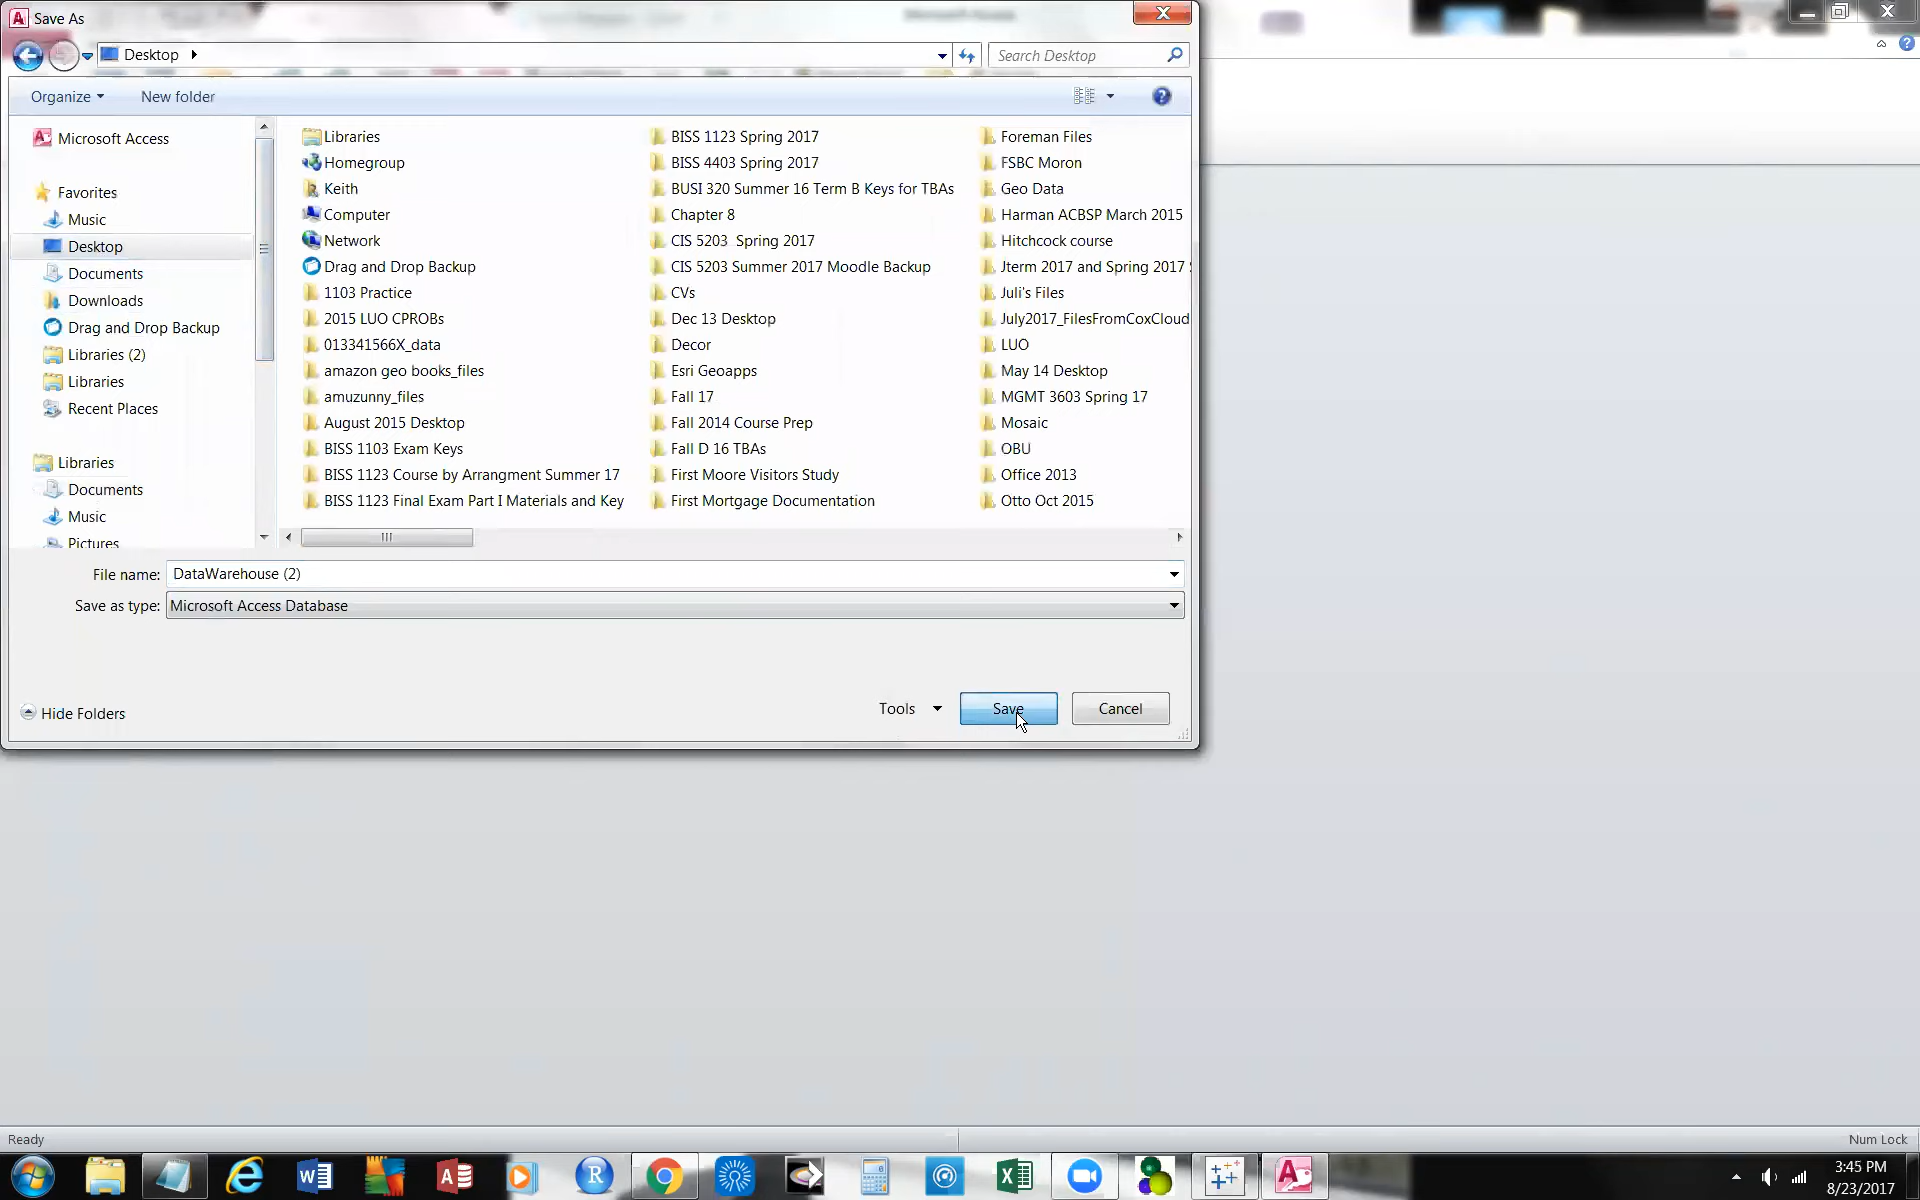 Save As
Desktop
Search Desktop
Organize
New folder
Microsoft Access
Favorites
Music
Desktop
Documents
Downloads
Drag and Drop Backup
Libraries (2)
Libraries
Recent Places
Libraries
Documents
Music
Pictures
Libraries
Homegroup
Keith
Computer
Network
Drag and Drop Backup
1103 Practice
2015 LUO CPROBs
013341566X_data
amazon geo books_files
amuzunny_files
August 2015 Desktop
BISS 1103 Exam Keys
BISS 1123 Course by Arrangment Summer 17
BISS 1123 Final Exam Part I Materials and Key
BISS 1123 Spring 2017
BISS 4403 Spring 2017
BUSI 320 Summer 16 Term B Keys for TBAs
Chapter 8
CIS 5203  Spring 2017
CIS 5203 Summer 2017 Moodle Backup
CVs
Dec 13 Desktop
Decor
Esri Geoapps
Fall 17
Fall 2014 Course Prep
Fall D 16 TBAs
First Moore Visitors Study
First Mortgage Documentation
Foreman Files
FSBC Moron
Geo Data
Harman ACBSP March 2015
Hitchcock course
Jterm 2017 and Spring 2017
Juli's Files
July2017_FilesFromCoxCloud
LUO
May 14 Desktop
MGMT 3603 Spring 17
Mosaic
OBU
Office 2013
Otto Oct 2015
File name: DataWarehouse (2)
Save as type: Microsoft Access Database
Hide Folders
Tools
Save
Cancel
Ready
Num Lock
3:45 PM
8/23/2017